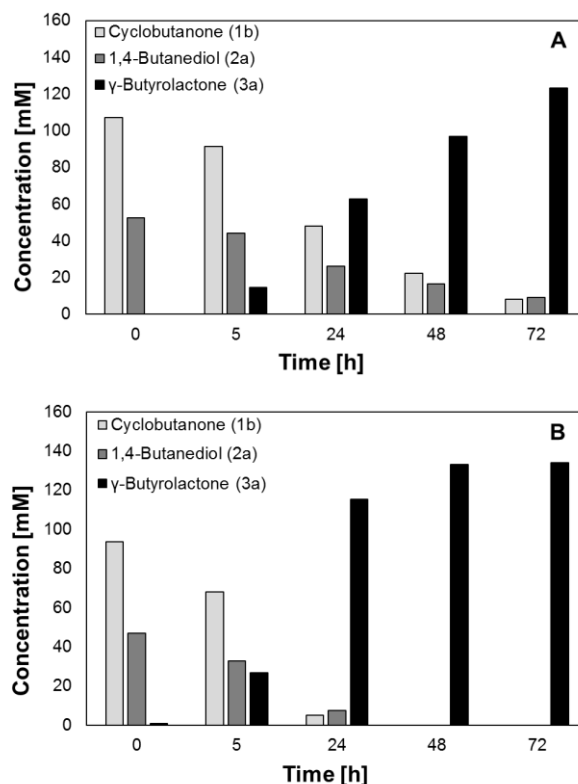 160
A
Cyclobutanone (1b)
140
1,4-Butanediol (2a)
120
γ-Butyrolactone (3a)
100
80
60
40
20
0
Concentration [mM]
0 5 24 48 72
Time [h]
160
B
Cyclobutanone (1b)
140
1,4-Butanediol (2a)
120
γ-Butyrolactone (3a)
100
80
60
40
20
0
Concentration [mM]
0 5 24 48 72
Time [h]